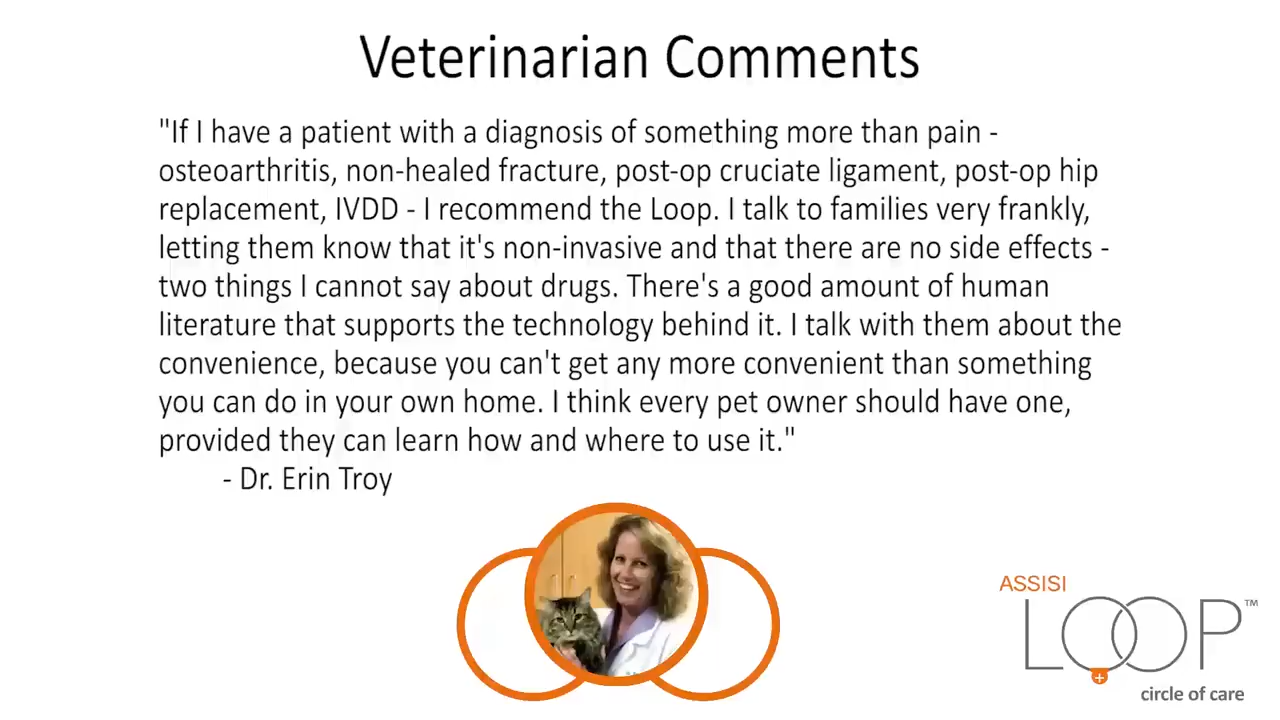 Veterinarian Comments
"If I have a patient with a diagnosis of something more than pain -
osteoarthritis, non-healed fracture, post-op cruciate ligament, post-op hip
replacement, IVDD - I recommend the Loop. I talk to families very frankly,
letting them know that it's non-invasive and that there are no side effects -
two things I cannot say about drugs. There's a good amount of human
literature that supports the technology behind it. I talk with them about the
convenience, because you can't get any more convenient than something
you can do in your own home. I think every pet owner should have one,
provided they can learn how and where to use it."
- Dr. Erin Troy
ASSISI
LOOP™
circle of care